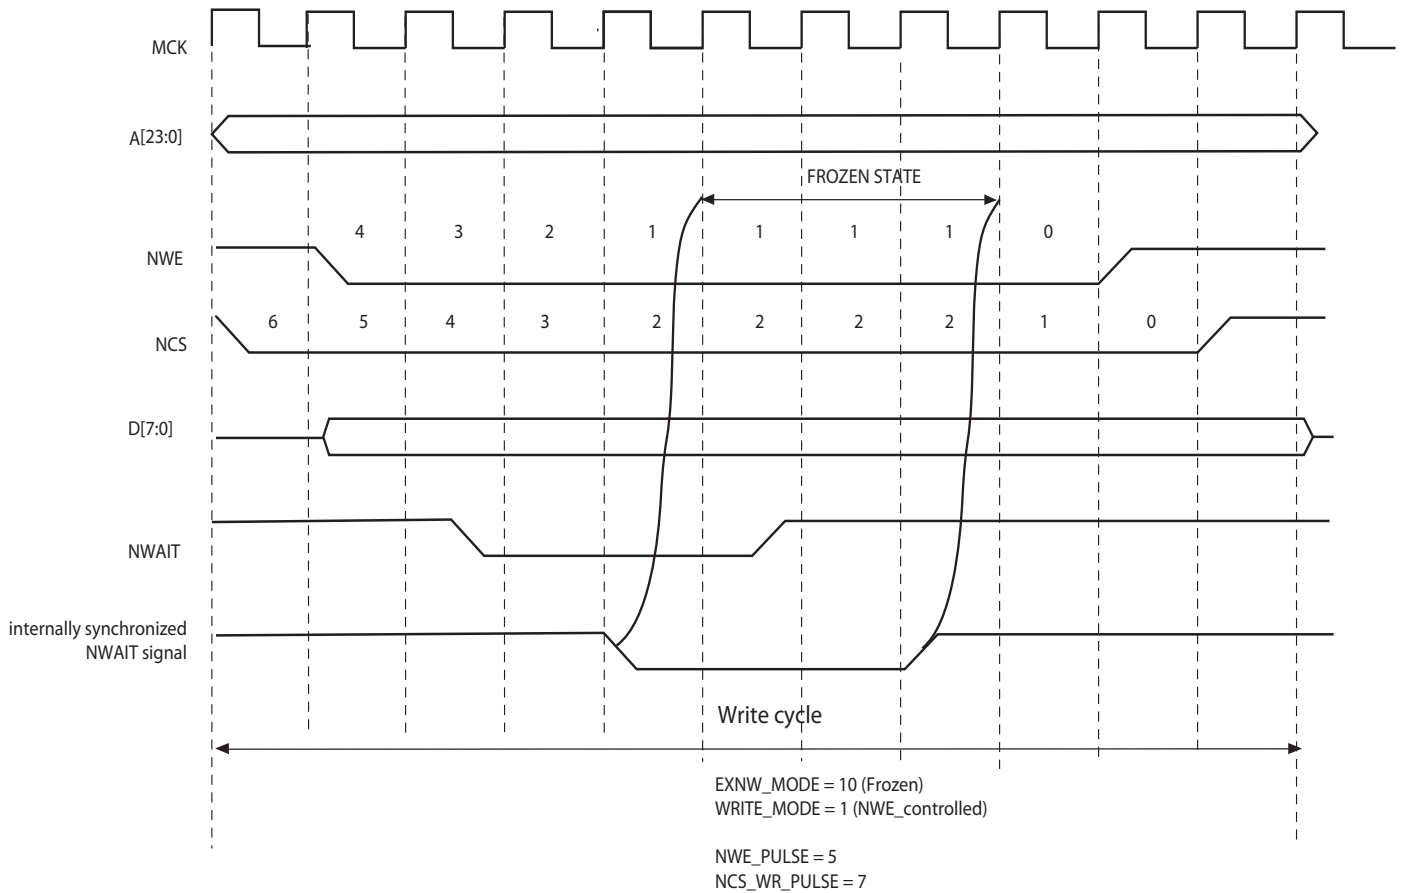 MCK
A[23:0]
FROZEN STATE
4 3 2 1 1 1 1 0
NWE
6 5 4 3 2 2 2 2 1 0
NCS
D[7:0]
NWAIT
internally synchronized
NWAIT signal
Write cycle
EXNW_MODE = 10 (Frozen)
WRITE_MODE = 1 (NWE_controlled)
NWE_PULSE = 5
NCS_WR_PULSE = 7